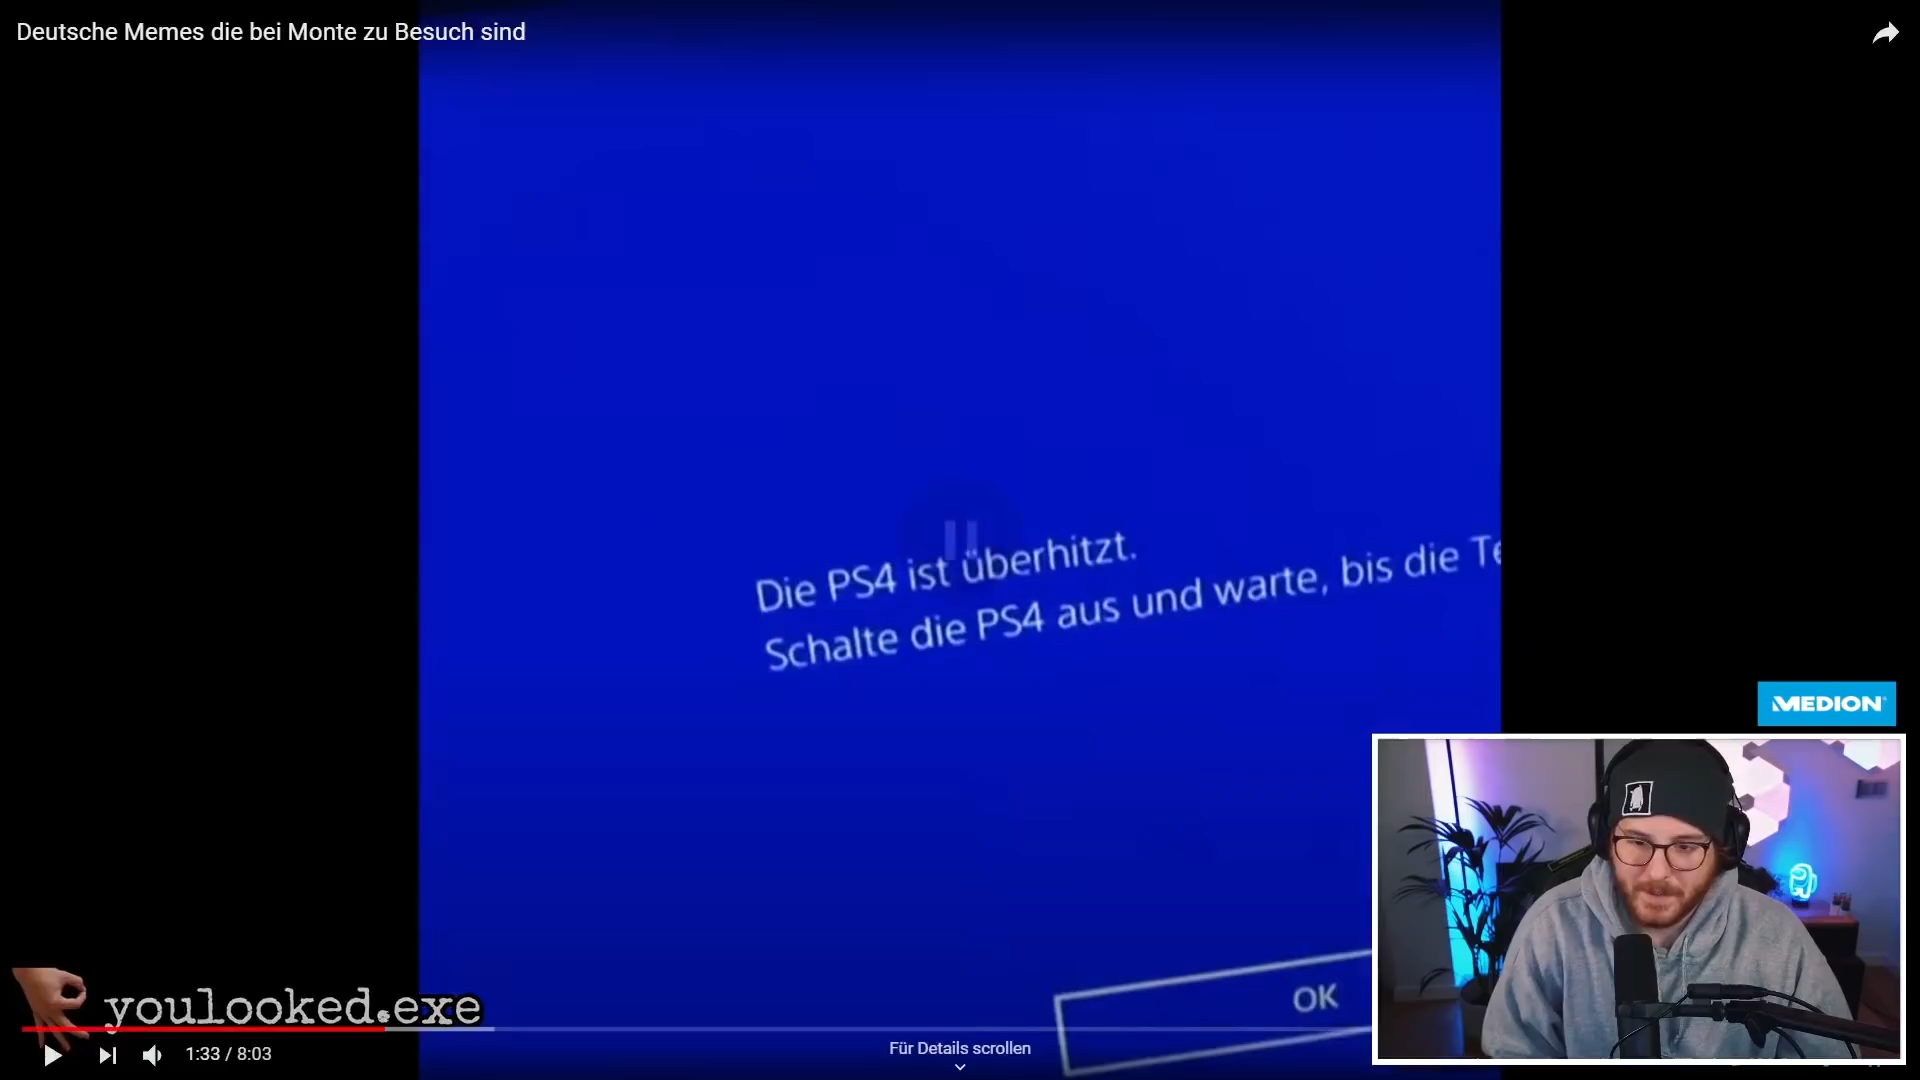 Deutsche Memes die bei Monte zu Besuch sind
Die PS4 ist überhitzt.
Schalte die PS4 aus und warte, bis die Te
MEDION
OK
youlooked.exe
1:33 / 8:03
Für Details scrollen